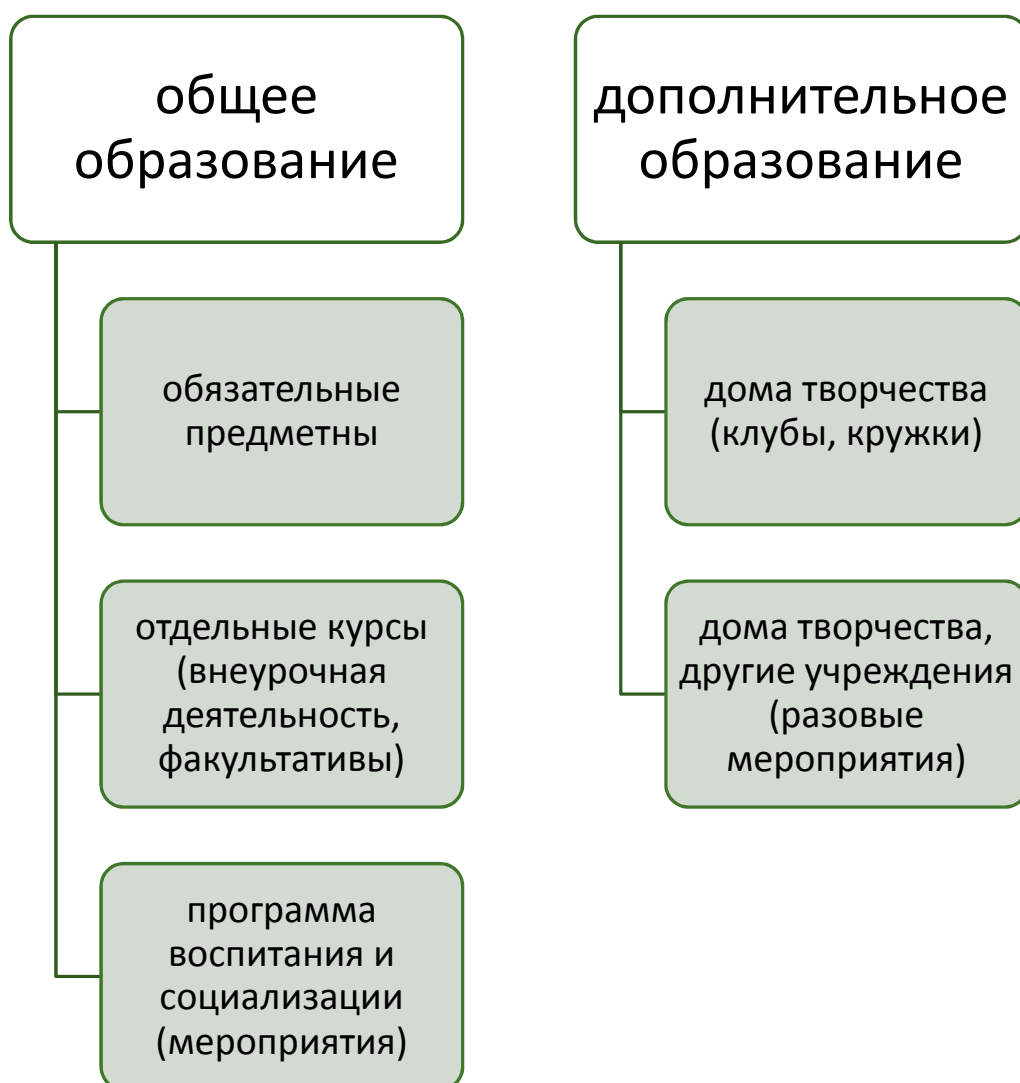 общее
образование
обязательные
предметны
отдельные курсы
(внеурочная
деятельность,
факультативы)
программа
воспитания и
социализации
(мероприятия)
дополнительное
образование
дома творчества
(клубы, кружки)
дома творчества,
другие учреждения
(разовые
мероприятия)